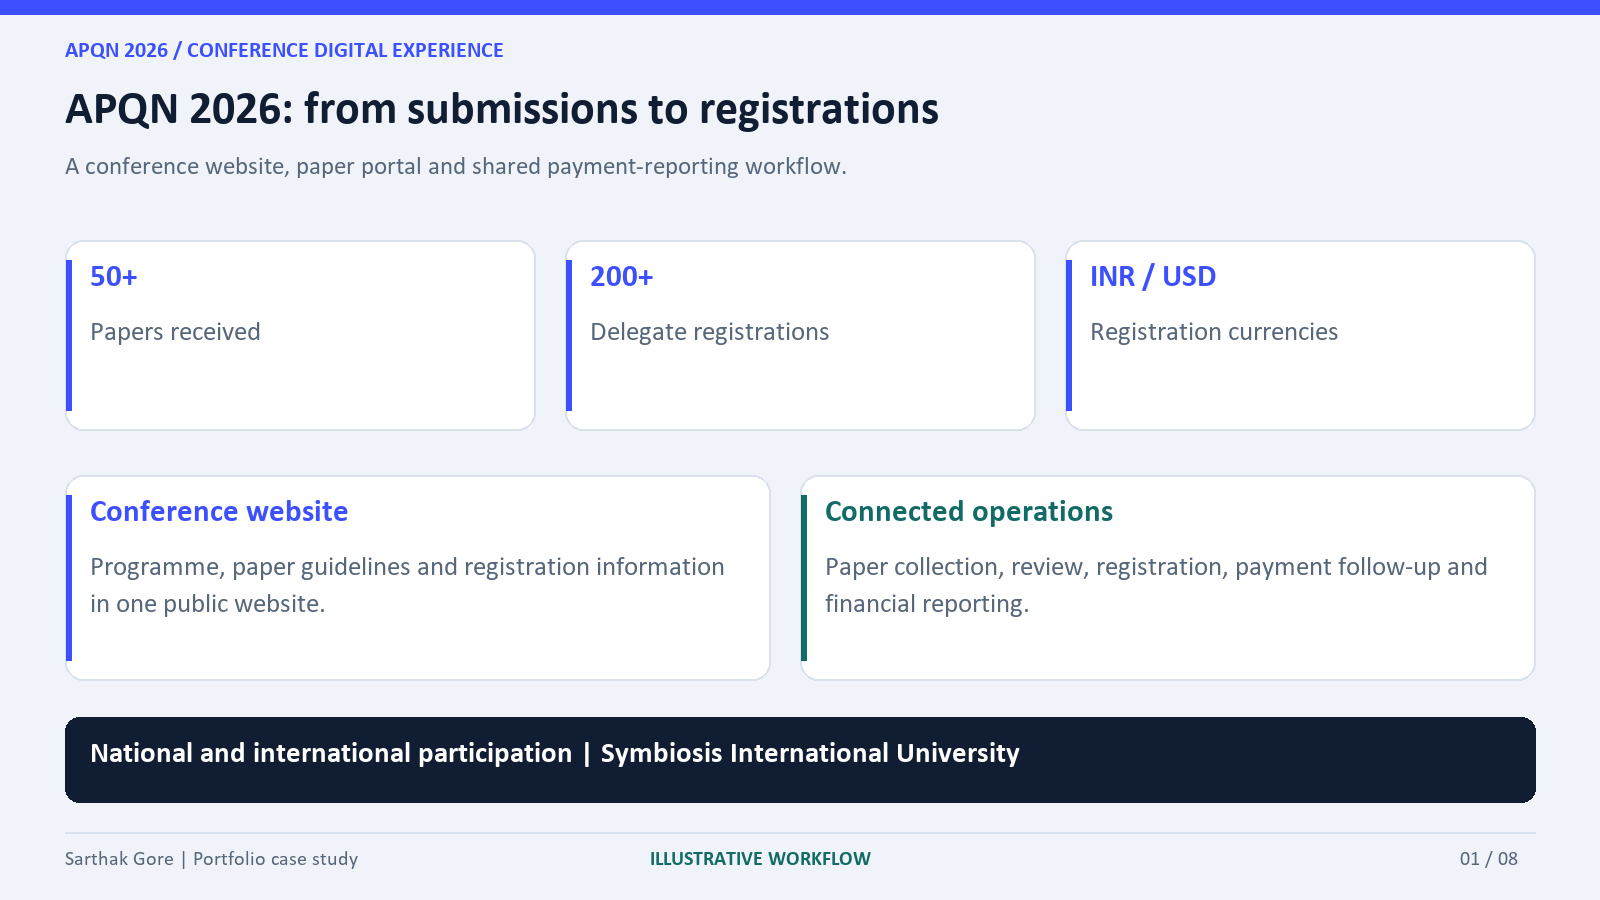 APQN 2026 / CONFERENCE DIGITAL EXPERIENCE
APQN 2026: from submissions to registrations
A conference website, paper portal and shared payment-reporting workflow.
50+
Papers received
200+
Delegate registrations
INR / USD
Registration currencies
Conference website
Programme, paper guidelines and registration information
in one public website.
Connected operations
Paper collection, review, registration, payment follow-up and
financial reporting.
National and international participation | Symbiosis International University
Sarthak Gore | Portfolio case study
ILLUSTRATIVE WORKFLOW
01 / 08